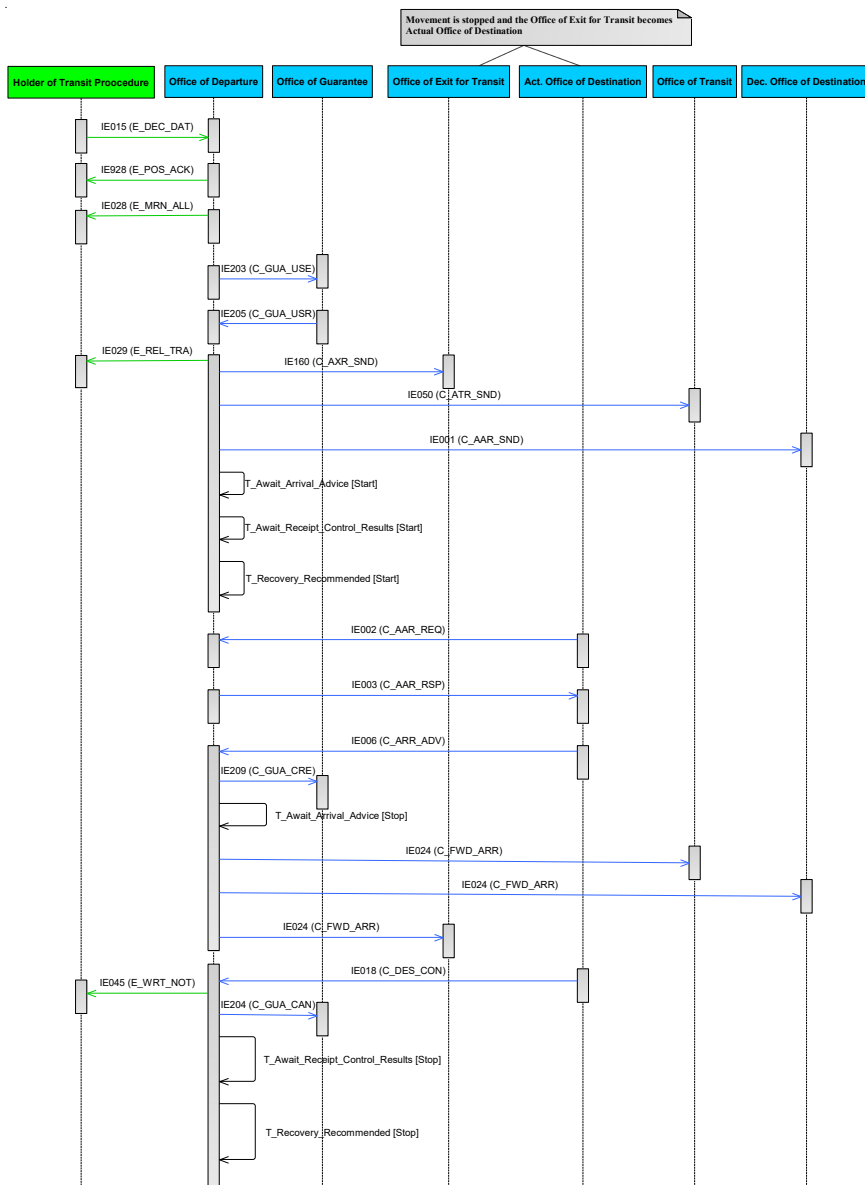 Movement is stopped and the Office of Exit for Transit becomes
Actual Office of Destination
Holder of Transit Proocedure
Office of Departure
Office of Guarantee
Office of Exit for Transit
Act. Office of Destination
Office of Transit
Dec. Office of Destination
IE015 (E_DEC_DAT)
IE928 (E_POS_ACK)
IE028 (E_MRN_ALL)
IE203 (C_GUA_USE)
IE205 (C_GUA_USR)
IE029 (E_REL_TRA)
IE160 (C_AXR_SND)
IE050 (C_ATR_SND)
IE001 (C_AAR_SND)
T_Await_Arrival_Advice [Start]
T_Await_Receipt_Control_Results [Start]
T_Recovery_Recommended [Start]
IE002 (C_AAR_REQ)
IE003 (C_AAR_RSP)
IE006 (C_ARR_ADV)
IE209 (C_GUA_CRE)
T_Await_Arrival_Advice [Stop]
IE024 (C_FWD_ARR)
IE024 (C_FWD_ARR)
IE024 (C_FWD_ARR)
IE018 (C_DES_CON)
IE045 (E_WRT_NOT)
IE204 (C_GUA_CAN)
T_Await_Receipt_Control_Results [Stop]
T_Recovery_Recommended [Stop]